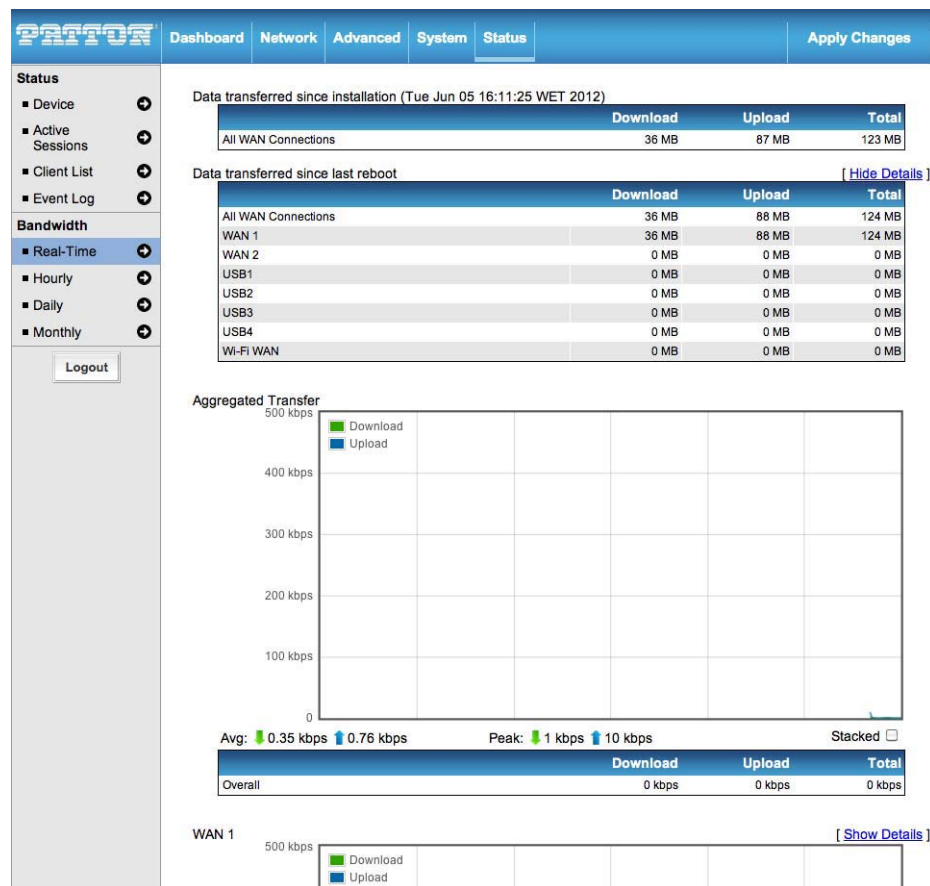 PATTON Dashboard Network Advanced System Status Apply Changes
Status
Device
Active
Sessions
Client List
Event Log
Bandwidth
Real-Time
Hourly
Daily
Monthly
Logout
Data transferred since installation (Tue Jun 05 16:11:25 WET 2012)
Download Upload Total
All WAN Connections 36 MB 87 MB 123 MB
Data transferred since last reboot [ Hide Details ]
Download Upload Total
All WAN Connections 36 MB 88 MB 124 MB
WAN 1 36 MB 88 MB 124 MB
WAN 2 0 MB 0 MB 0 MB
USB1 0 MB 0 MB 0 MB
USB2 0 MB 0 MB 0 MB
USB3 0 MB 0 MB 0 MB
USB4 0 MB 0 MB 0 MB
Wi-Fi WAN 0 MB 0 MB 0 MB
Aggregated Transfer
500 kbps
Download
Upload
400 kbps
300 kbps
200 kbps
100 kbps
0
Avg: 0.35 kbps 0.76 kbps Peak: 1 kbps 10 kbps Stacked
Download Upload Total
Overall 0 kbps 0 kbps 0 kbps
WAN 1 [ Show Details ]
500 kbps
Download
Upload